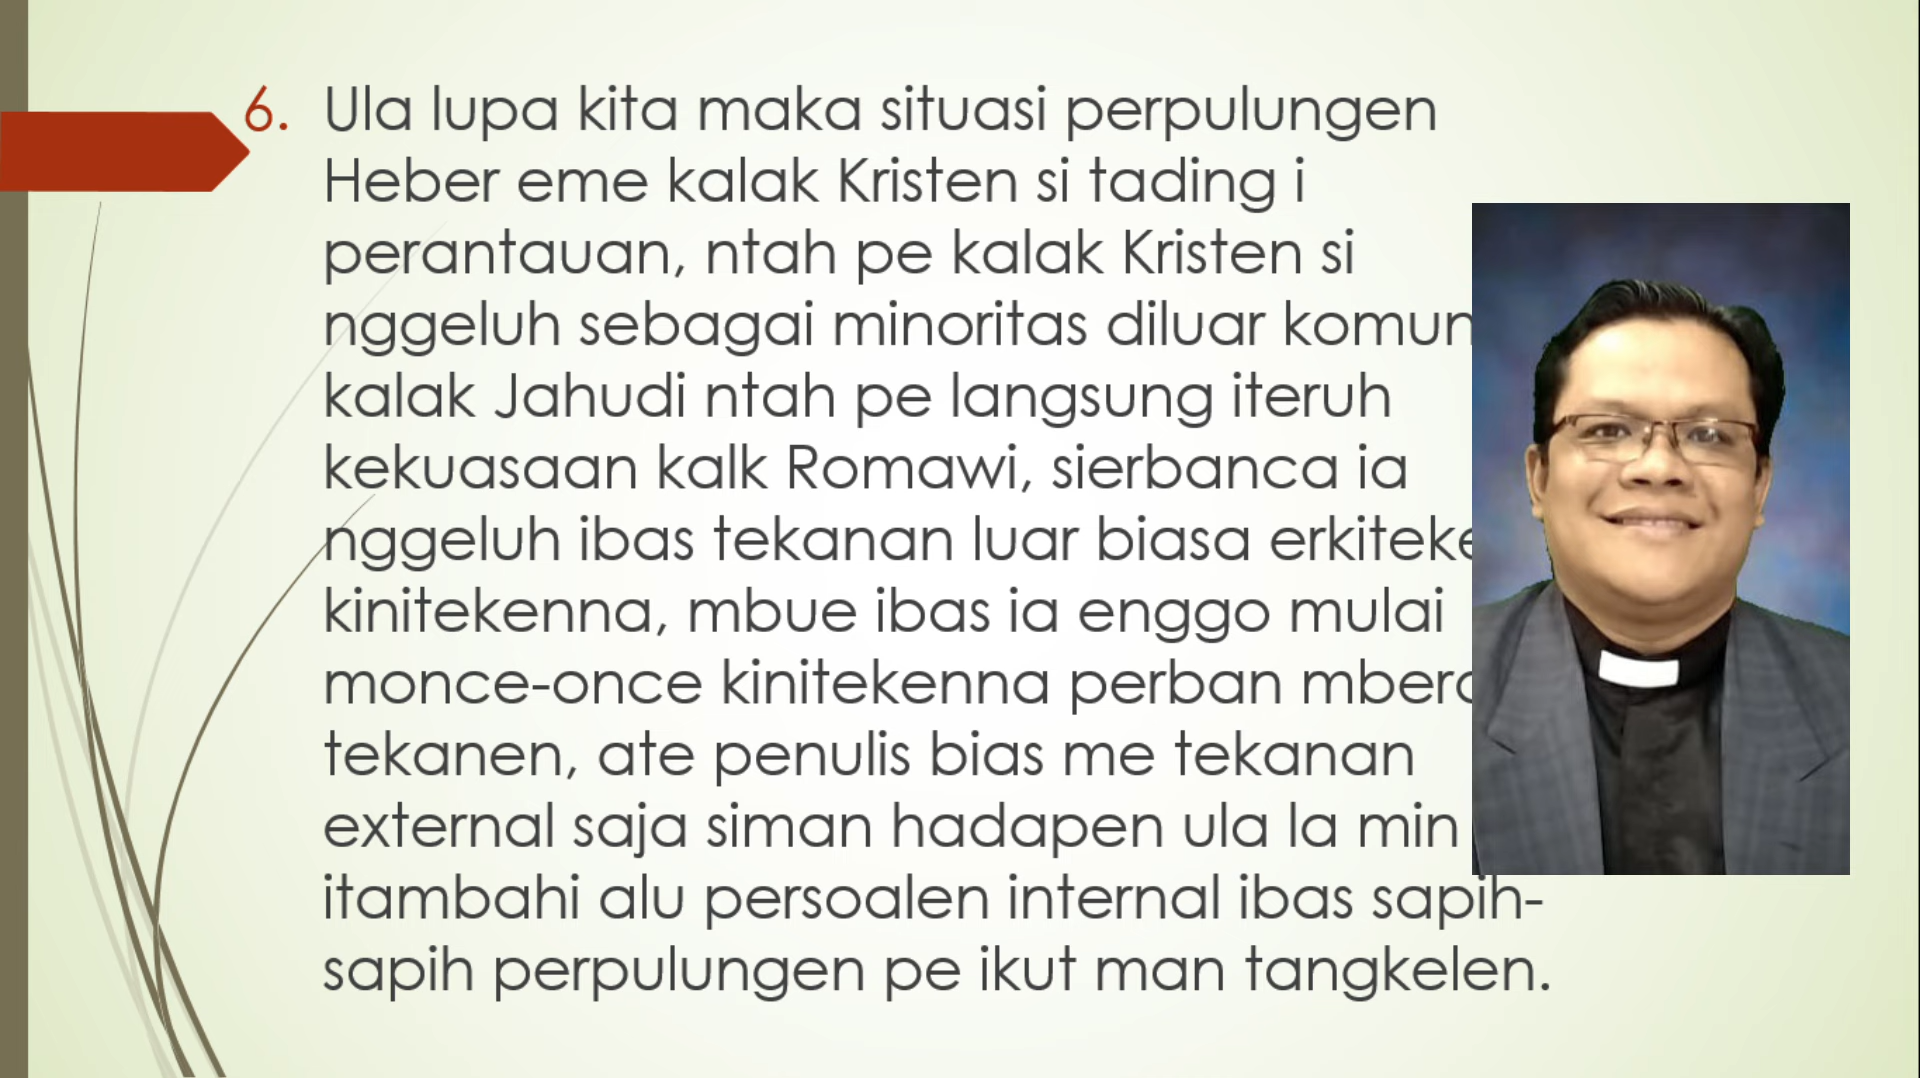 6. Ula lupa kita maka situasi perpulungen
Heber eme kalak Kristen si tading i
perantauan, ntah pe kalak Kristen si
nggeluh sebagai minoritas diluar
kalak Jahudi ntah pe langsung iteruh
kekuasaan kalk Romawi, sierbanca ia
nggeluh ibas tekanan luar biasa
kinitekenna, mbue ibas ia enggo mulai
monce-once kinitekenna perban
tekanen, ate penulis bias me tekanan
external saja siman hadapen ula la min
itambahi alu persoalen internal ibas sapih-
sapih perpulungen pe ikut man tangkelen.